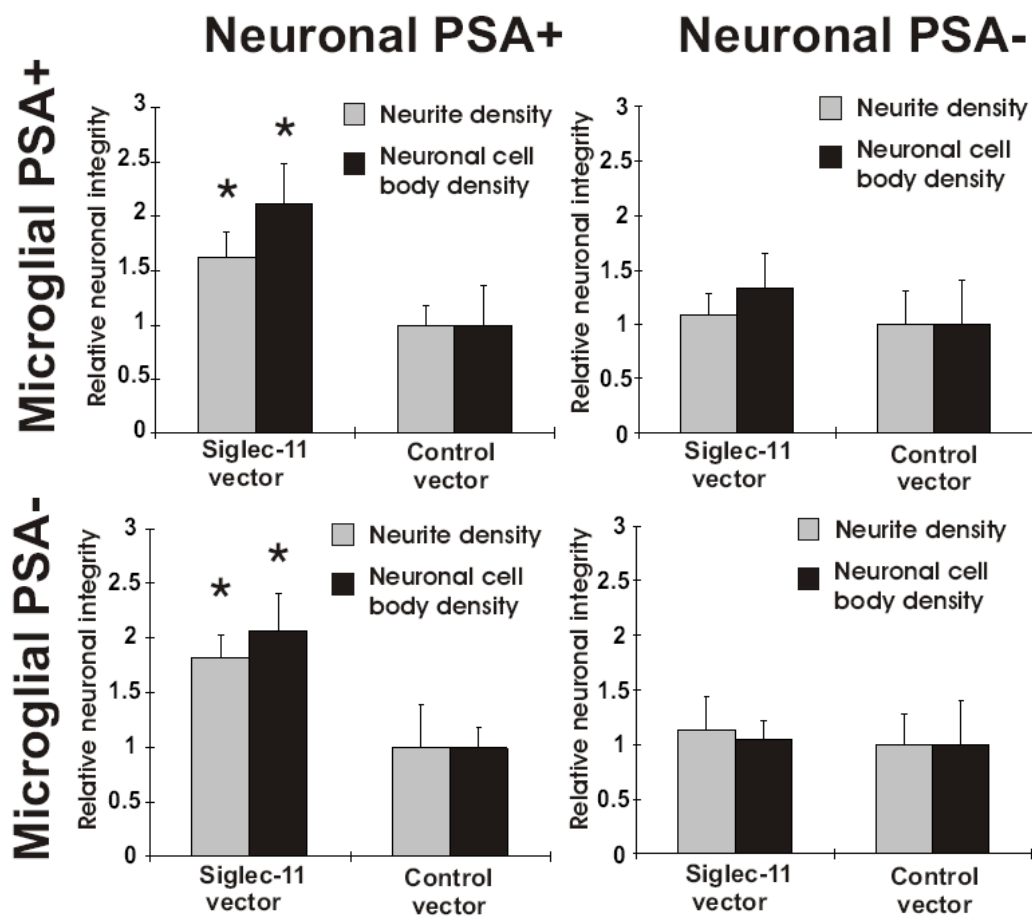 Neuronal PSA+
Neuronal PSA-
Microglial PSA+
Relative neuronal integrity
3
2.5
2
1.5
1
0.5
0
* *
Neurite density
Neuronal cell
body density
Siglec-11
vector
Control
vector
Relative neuronal integrity
3
2.5
2
1.5
1
0.5
0
Neurite density
Neuronal cell
body density
Siglec-11
vector
Control
vector
Microglial PSA-
Relative neuronal integrity
3
2.5
2
1.5
1
0.5
0
* *
Neurite density
Neuronal cell
body density
Siglec-11
vector
Control
vector
Relative neuronal integrity
3
2.5
2
1.5
1
0.5
0
Neurite density
Neuronal cell
body density
Siglec-11
vector
Control
vector